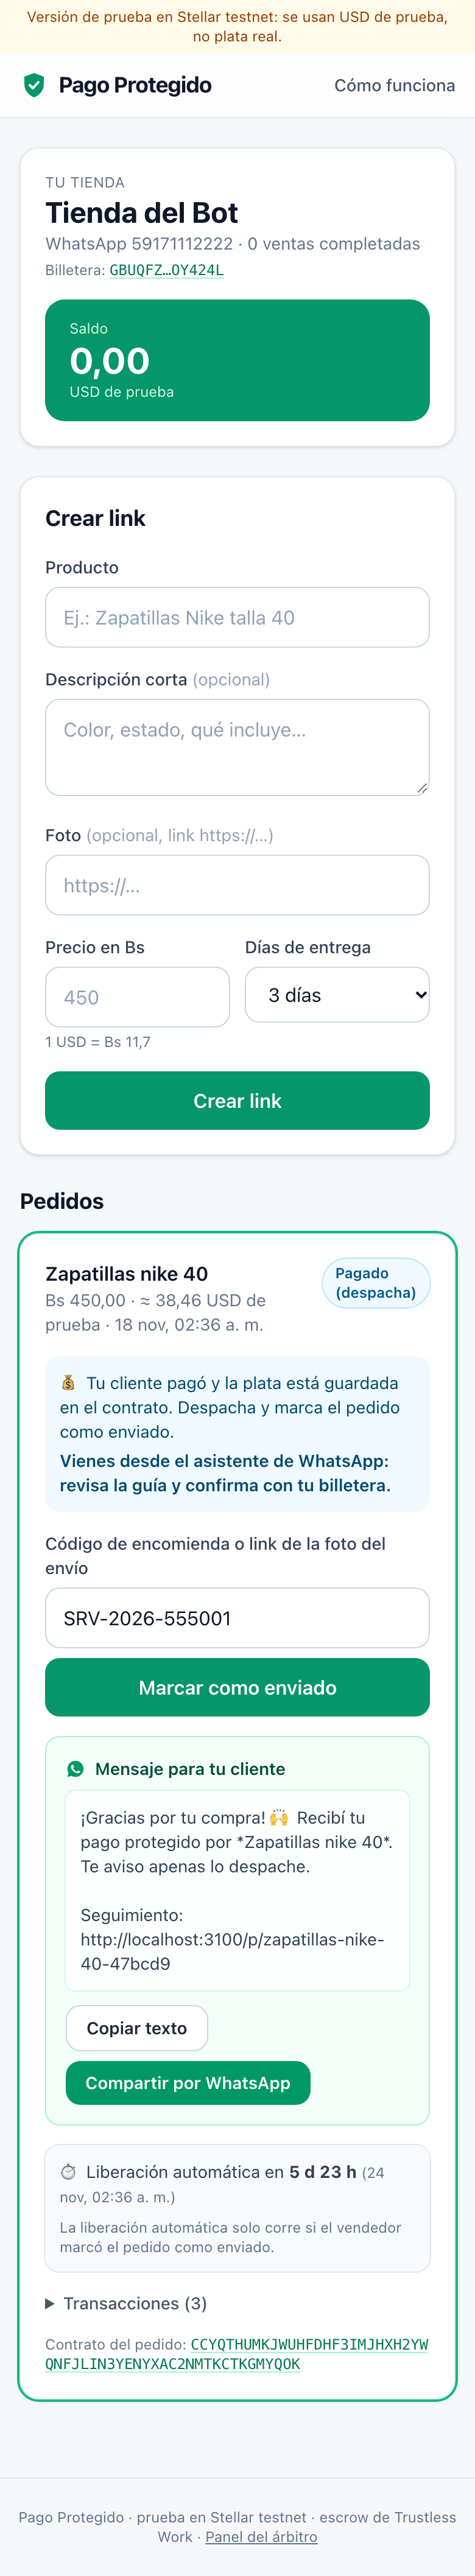 Versión de prueba en Stellar testnet: se usan USD de prueba,
no plata real.
Pago Protegido
Cómo funciona
TU TIENDA
Tienda del Bot
WhatsApp 59171112222 · 0 ventas completadas
Billetera: GBUQFZ…OY424L
Saldo
0,00
USD de prueba
Crear link
Producto
Ej.: Zapatillas Nike talla 40
Descripción corta (opcional)
Color, estado, qué incluye...
Foto (opcional, link https://...)
https://...
Precio en Bs
Días de entrega
450
3 días
1 USD = Bs 11,7
Crear link
Pedidos
Zapatillas nike 40
Pagado
(despacha)
Bs 450,00 · ≈ 38,46 USD de
prueba · 18 nov, 02:36 a. m.
💰 Tu cliente pagó y la plata está guardada
en el contrato. Despacha y marca el pedido
como enviado.
Vienes desde el asistente de WhatsApp:
revisa la guía y confirma con tu billetera.
Código de encomienda o link de la foto del
envío
SRV-2026-555001
Marcar como enviado
Mensaje para tu cliente
¡Gracias por tu compra! 🙌 Recibí tu
pago protegido por *Zapatillas nike 40*.
Te aviso apenas lo despache.
Seguimiento:
http://localhost:3100/p/zapatillas-nike-
40-47bcd9
Copiar texto
Compartir por WhatsApp
⏱ Liberación automática en 5 d 23 h (24
nov, 02:36 a. m.)
La liberación automática solo corre si el vendedor
marcó el pedido como enviado.
▶ Transacciones (3)
Contrato del pedido: CCYQTHUMKJWUHFDHF3IMJHXH2YW
QNFJLIN3YENYXAC2NMTKCTKGMYQOK
Pago Protegido · prueba en Stellar testnet · escrow de Trustless
Work · Panel del árbitro